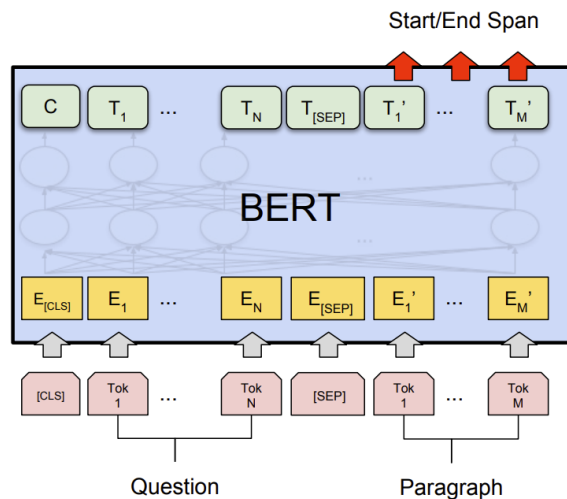 Start/End Span
C T1 ... TN T[SEP] T1' ... TM'
...
BERT
...
E[CLS] E1 ... EN E[SEP] E1' ... EM'
[CLS] Tok 1 ... Tok N [SEP] Tok 1 ... Tok M
Question Paragraph